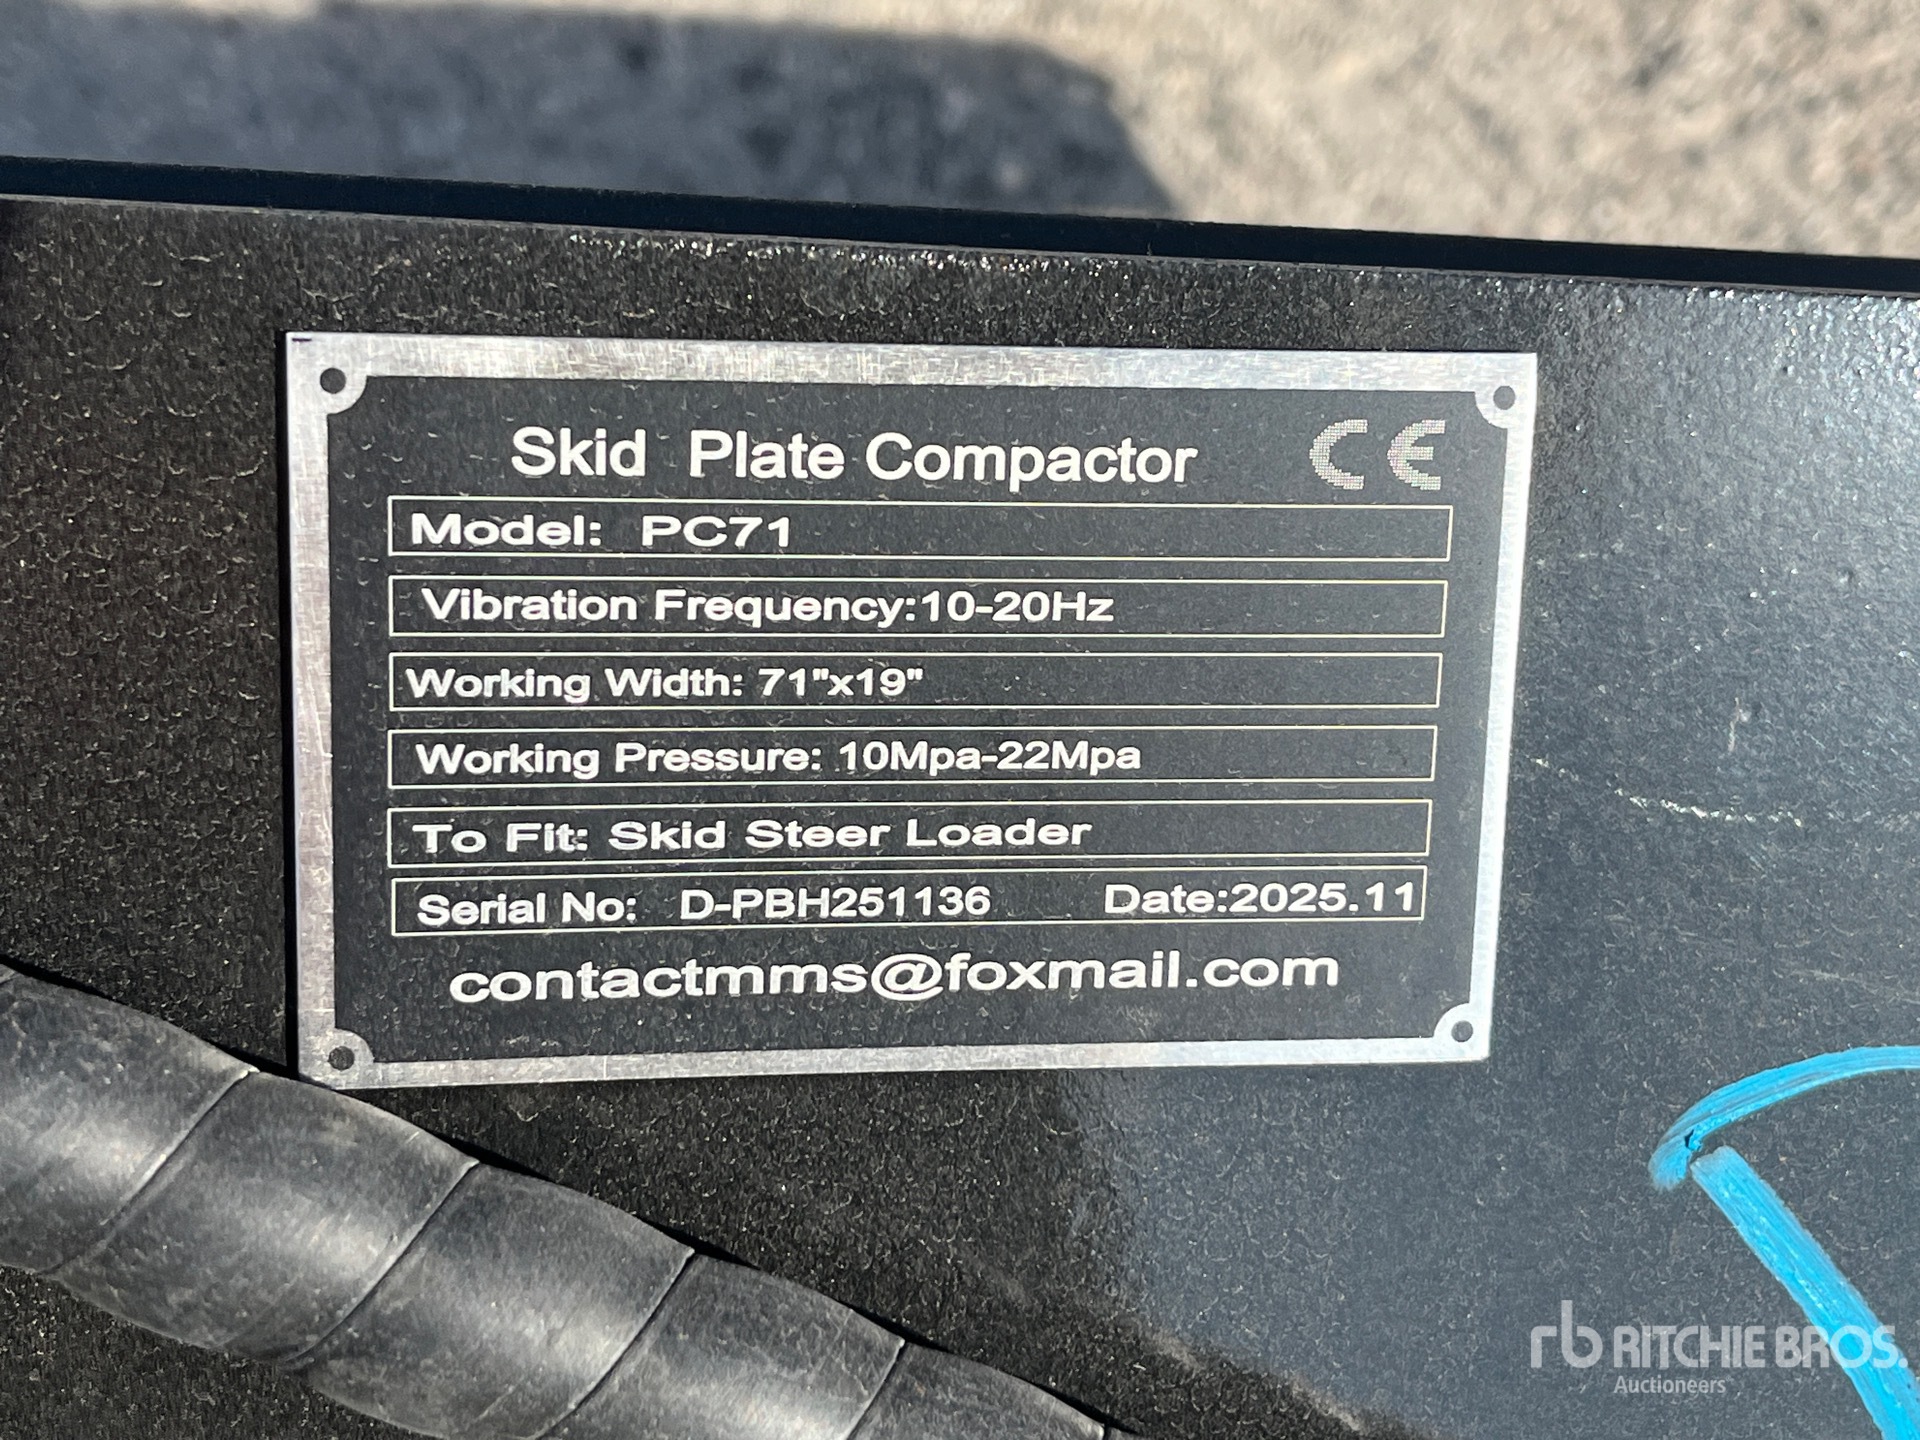 Skid Plate Compactor CE
Model: PC71
Vibration Frequency:10-20Hz
Working Width: 71"x19"
Working Pressure: 10Mpa-22Mpa
To Fit: Skid Steer Loader
Serial No: D-PBH251136 Date:2025.11
contactmms@foxmail.com
rb RITCHIE BROS.
Auctioneers